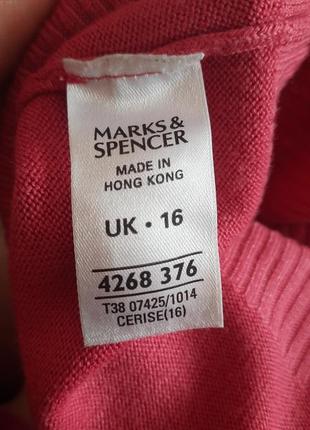 MARKS &
SPENCER
MADE IN
HONG KONG
UK • 16
4268 376
T38 07425/1014
CERISE(16)